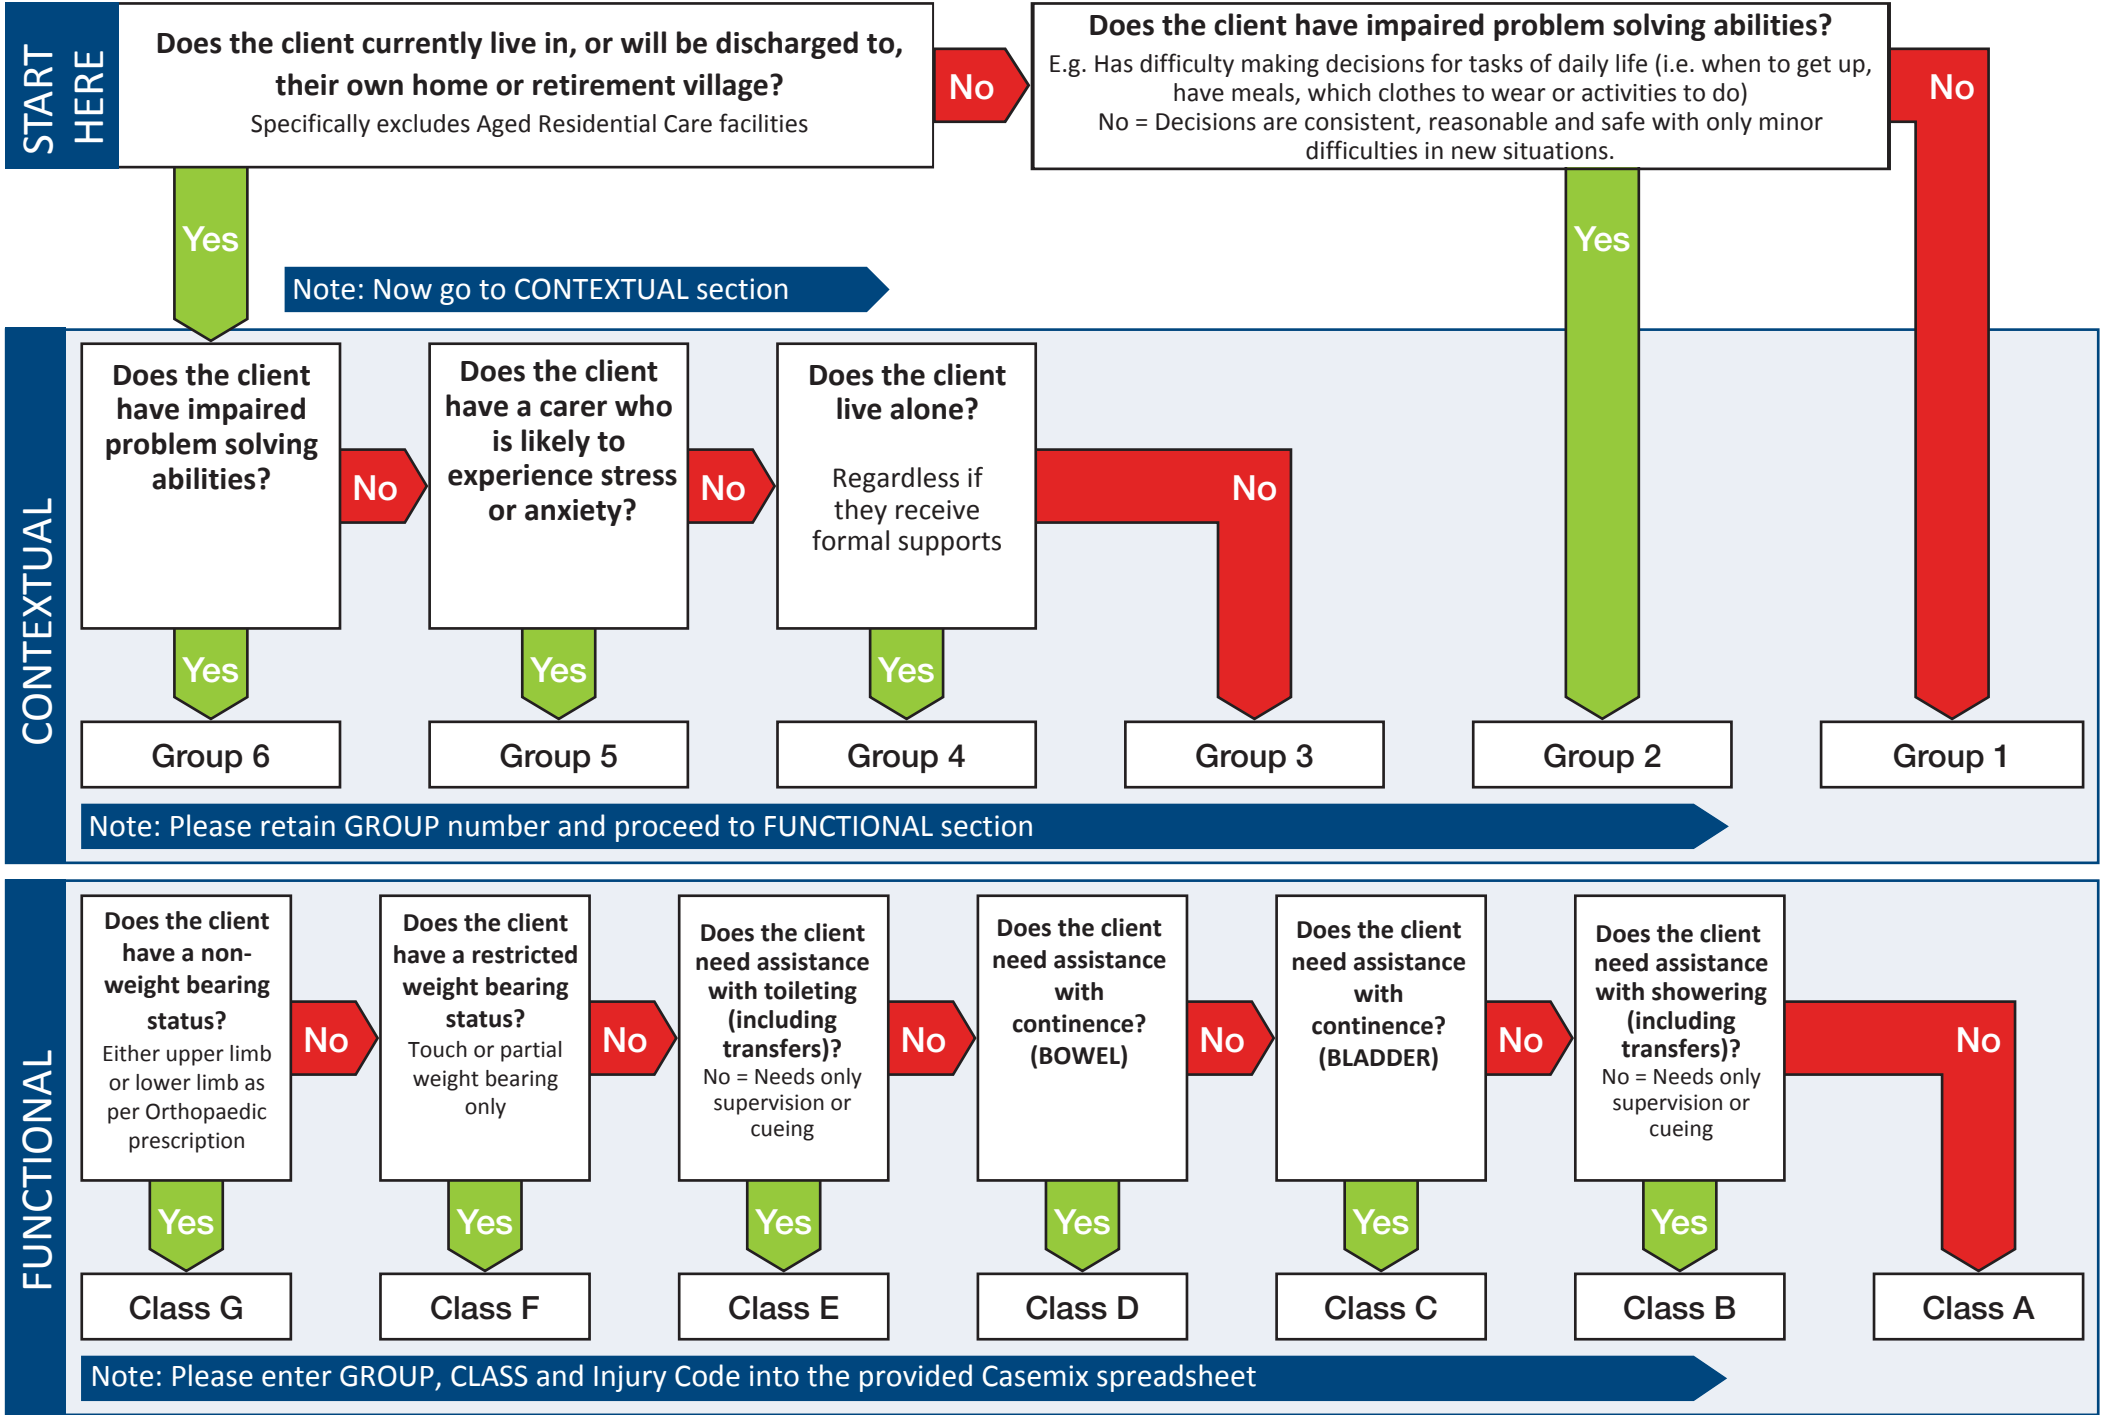 START
HERE
Does the client currently live in, or will be discharged to,
their own home or retirement village?
Specifically excludes Aged Residential Care facilities
No
Does the client have impaired problem solving abilities?
E.g. Has difficulty making decisions for tasks of daily life (i.e. when to get up,
have meals, which clothes to wear or activities to do)
No = Decisions are consistent, reasonable and safe with only minor
difficulties in new situations.
No
Yes
Yes
Note: Now go to CONTEXTUAL section
CONTEXTUAL
Does the client
have impaired
problem solving
abilities?
No
Does the client
have a carer who
is likely to
experience stress
or anxiety?
No
Does the client
live alone?
Regardless if
they receive
formal supports
No
Yes
Yes
Yes
Group 6
Group 5
Group 4
Group 3
Group 2
Group 1
Note: Please retain GROUP number and proceed to FUNCTIONAL section
FUNCTIONAL
Does the client
have a non-
weight bearing
status?
Either upper limb
or lower limb as
per Orthopaedic
prescription
No
Does the client
have a restricted
weight bearing
status?
Touch or partial
weight bearing
only
No
Does the client
need assistance
with toileting
(including
transfers)?
No = Needs only
supervision or
cueing
No
Does the client
need assistance
with
continence?
(BOWEL)
No
Does the client
need assistance
with
continence?
(BLADDER)
No
Does the client
need assistance
with showering
(including
transfers)?
No = Needs only
supervision or
cueing
No
Yes
Yes
Yes
Yes
Yes
Yes
Class G
Class F
Class E
Class D
Class C
Class B
Class A
Note: Please enter GROUP, CLASS and Injury Code into the provided Casemix spreadsheet